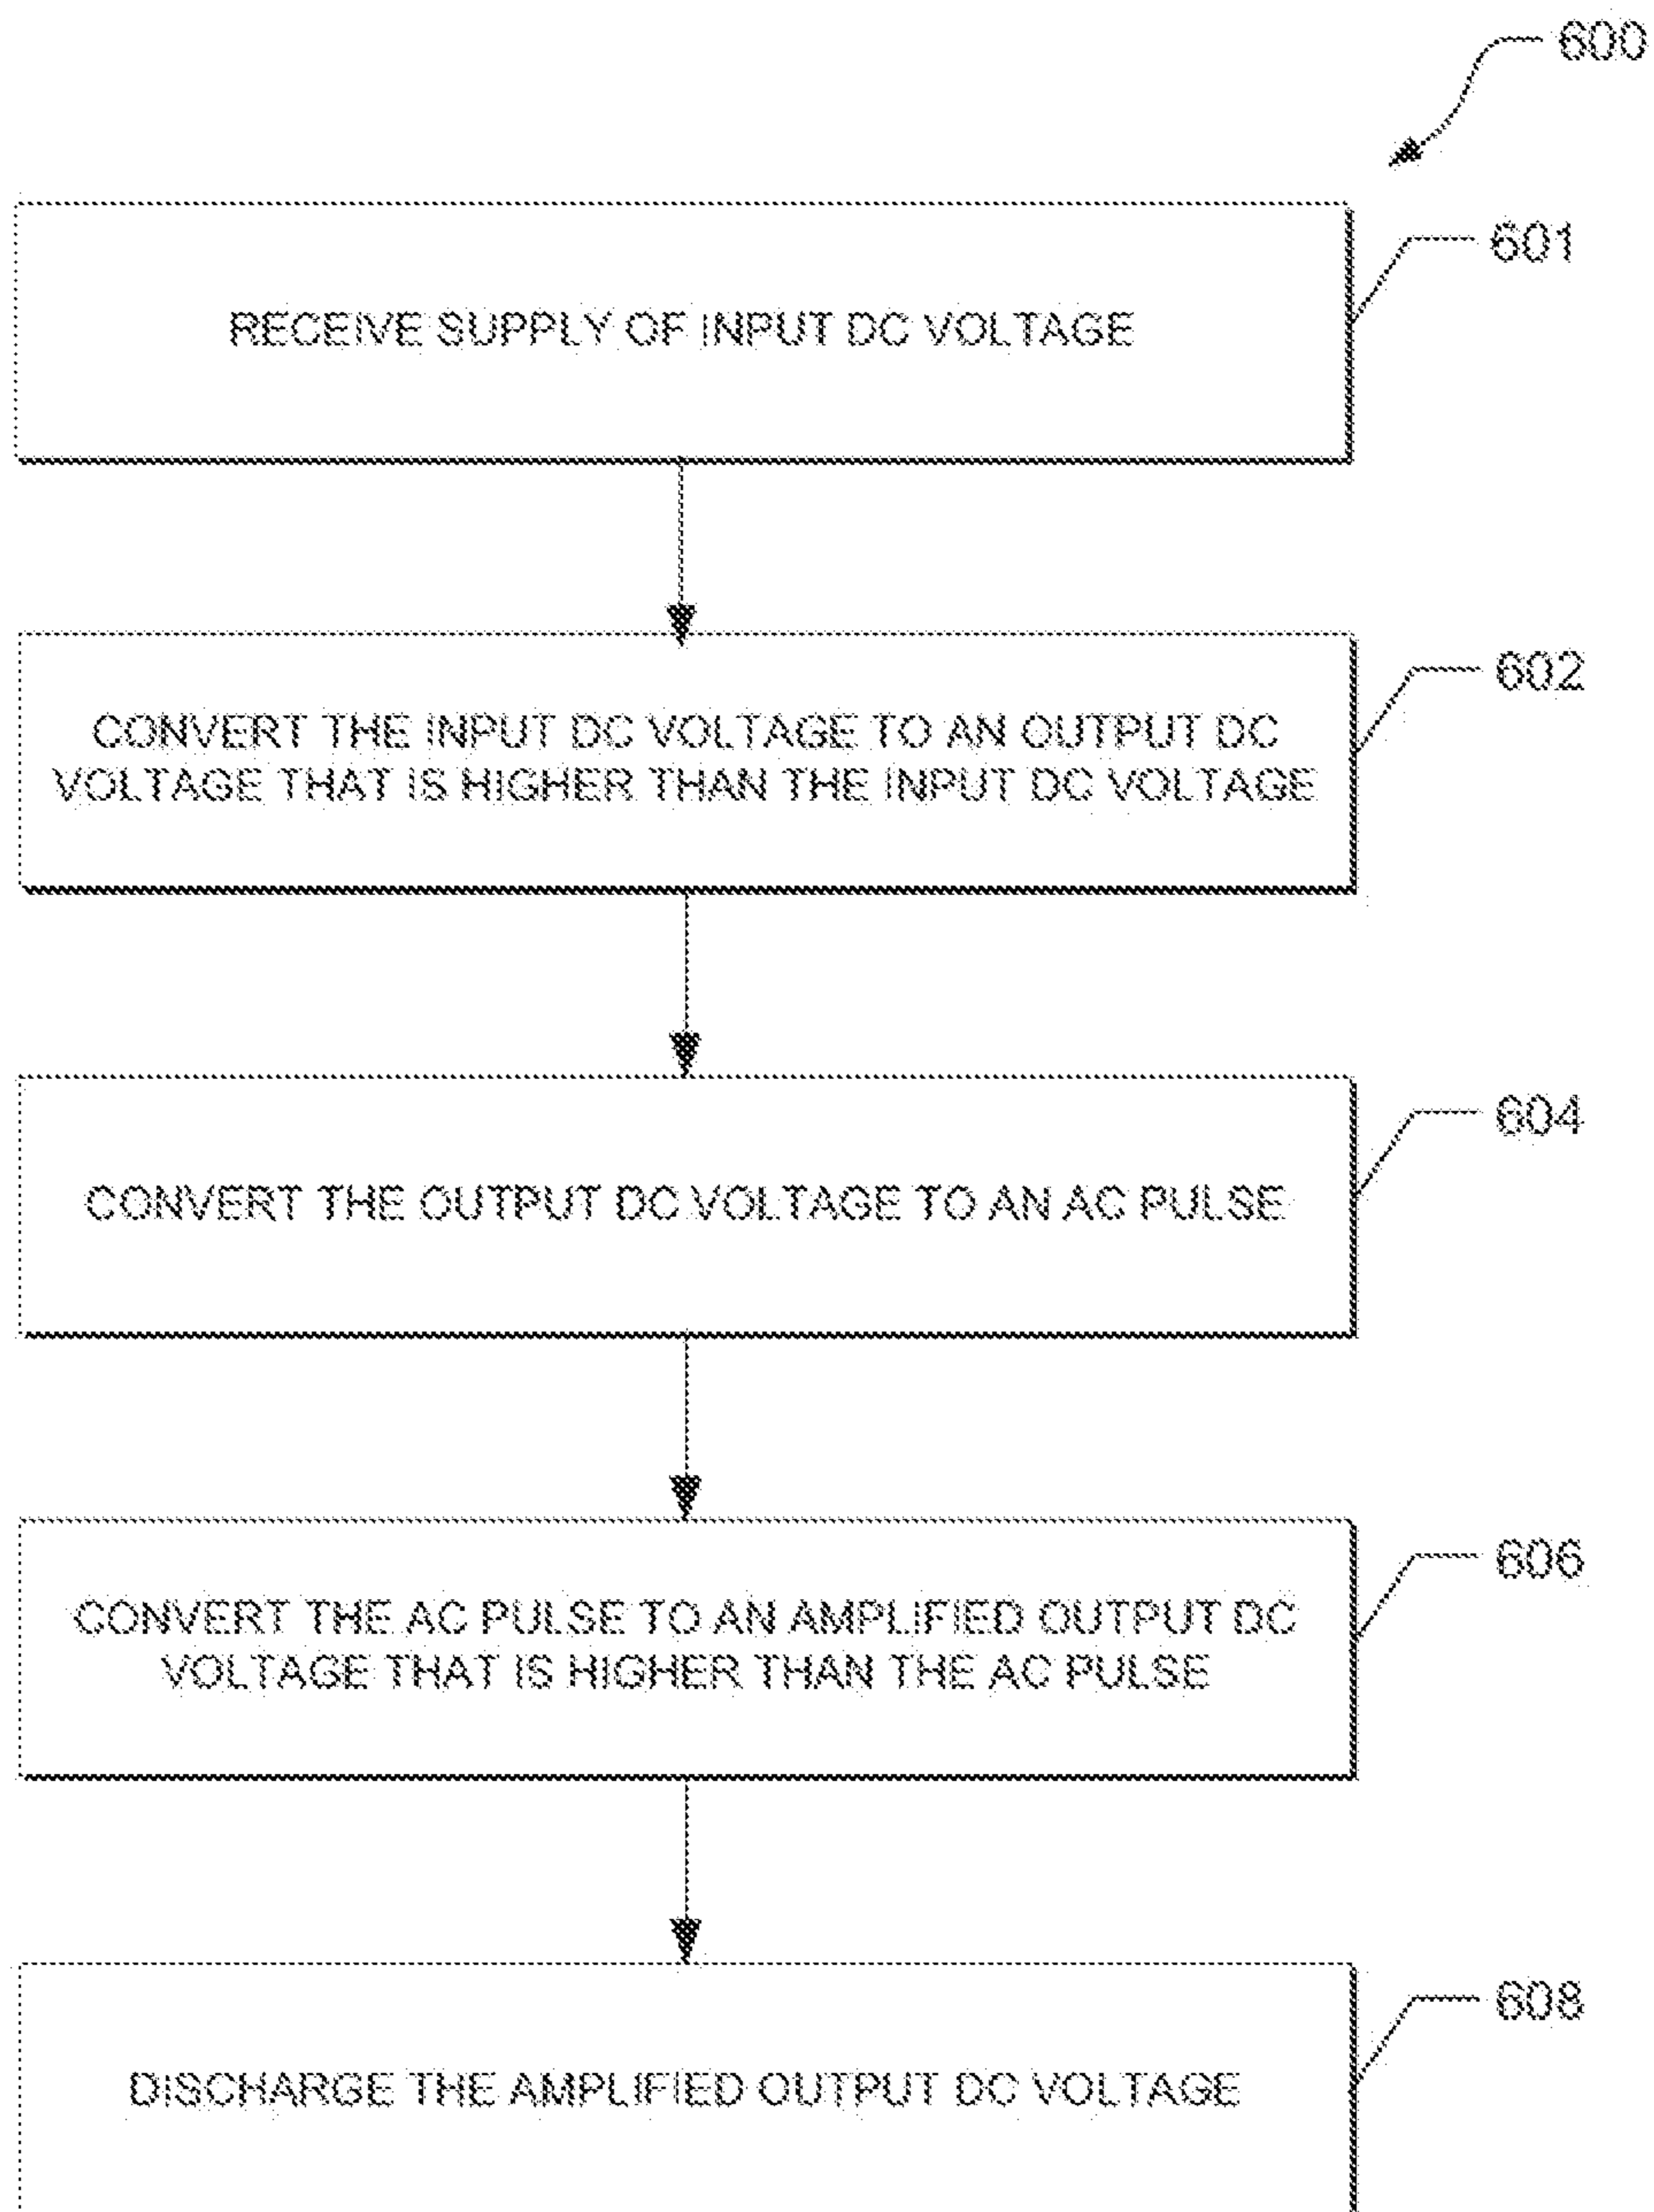 600
601
RECEIVE SUPPLY OF INPUT DC VOLTAGE
602
CONVERT THE INPUT DC VOLTAGE TO AN OUTPUT DC
VOLTAGE THAT IS HIGHER THAN THE INPUT DC VOLTAGE
604
CONVERT THE OUTPUT DC VOLTAGE TO AN AC PULSE
606
CONVERT THE AC PULSE TO AN AMPLIFIED OUTPUT DC
VOLTAGE THAT IS HIGHER THAN THE AC PULSE
608
DISCHARGE THE AMPLIFIED OUTPUT DC VOLTAGE